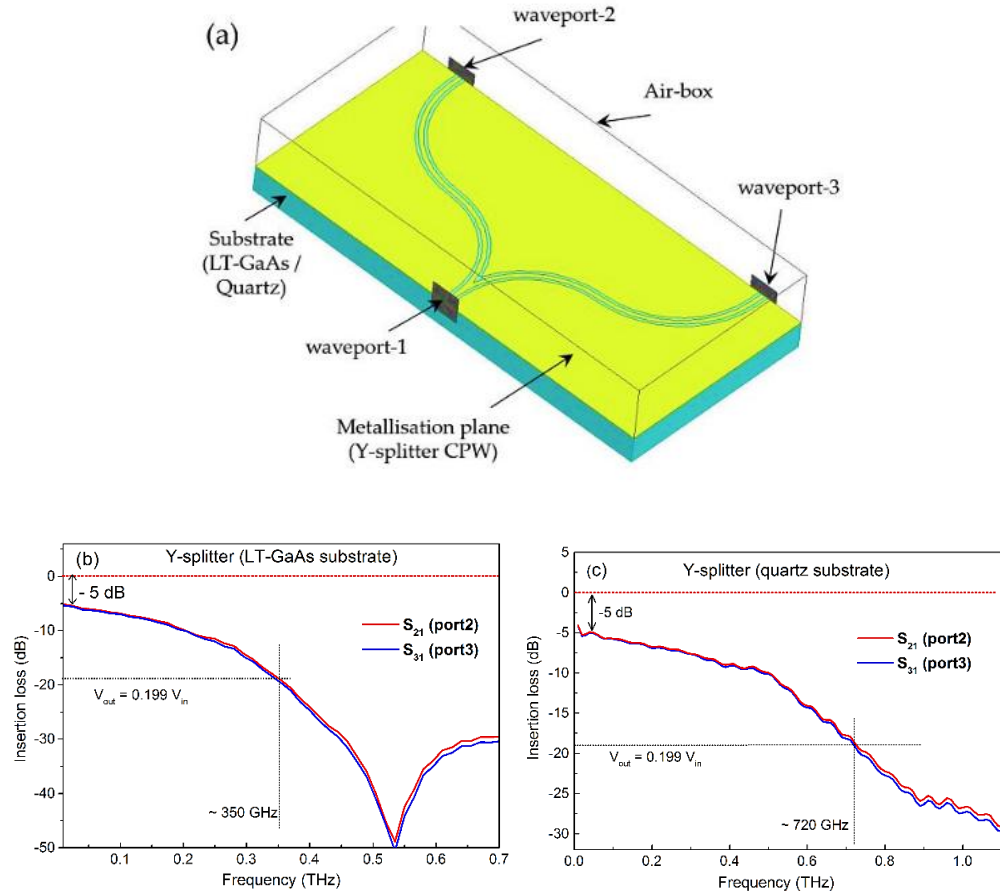 (a)
waveport-2
Air-box
waveport-3
Substrate
(LT-GaAs /
Quartz)
waveport-1
Metallisation plane
(Y-splitter CPW)
(b)
Y-splitter (LT-GaAs substrate)
- 5 dB
S21 (port2)
S31 (port3)
Vout = 0.199 Vin
~ 350 GHz
0
-10
-20
-30
-40
-50
Insertion loss (dB)
0.1 0.2 0.3 0.4 0.5 0.6 0.7
Frequency (THz)
(c)
Y-splitter (quartz substrate)
-5 dB
S21 (port2)
S31 (port3)
Vout = 0.199 Vin
~ 720 GHz
5
0
-5
-10
-15
-20
-25
-30
Insertion loss (dB)
0.0 0.2 0.4 0.6 0.8 1.0
Frequency (THz)